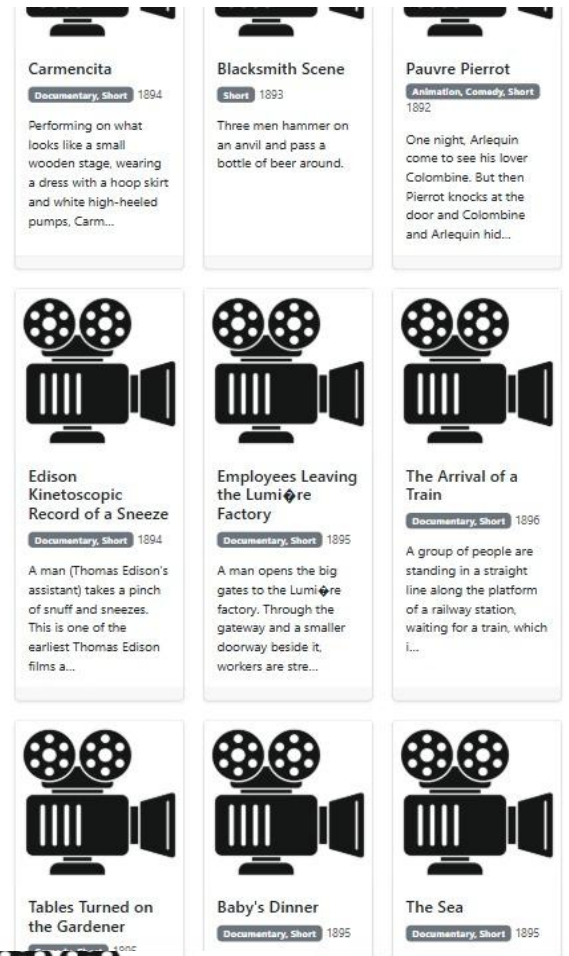 Carmencita
Documentary, Short 1894
Performing on what
looks like a small
wooden stage, wearing
a dress with a hoop skirt
and white high-heeled
pumps, Carm...
Blacksmith Scene
Short 1893
Three men hammer on
an anvil and pass a
bottle of beer around.
Pauvre Pierrot
Animation, Comedy, Short
1892
One night, Arlequin
come to see his lover
Colombine. But then
Pierrot knocks at the
door and Colombine
and Arlequin hid...
Edison
Kinetoscopic
Record of a Sneeze
Documentary, Short 1894
A man (Thomas Edison's
assistant) takes a pinch
of snuff and sneezes.
This is one of the
earliest Thomas Edison
films a...
Employees Leaving
the Lumi�re
Factory
Documentary, Short 1895
A man opens the big
gates to the Lumi�re
factory. Through the
gateway and a smaller
doorway beside it,
workers are stre...
The Arrival of a
Train
Documentary, Short 1896
A group of people are
standing in a straight
line along the platform
of a railway station,
waiting for a train, which
i...
Tables Turned on
the Gardener
1895
Baby's Dinner
Documentary, Short 1895
The Sea
Documentary, Short 1895